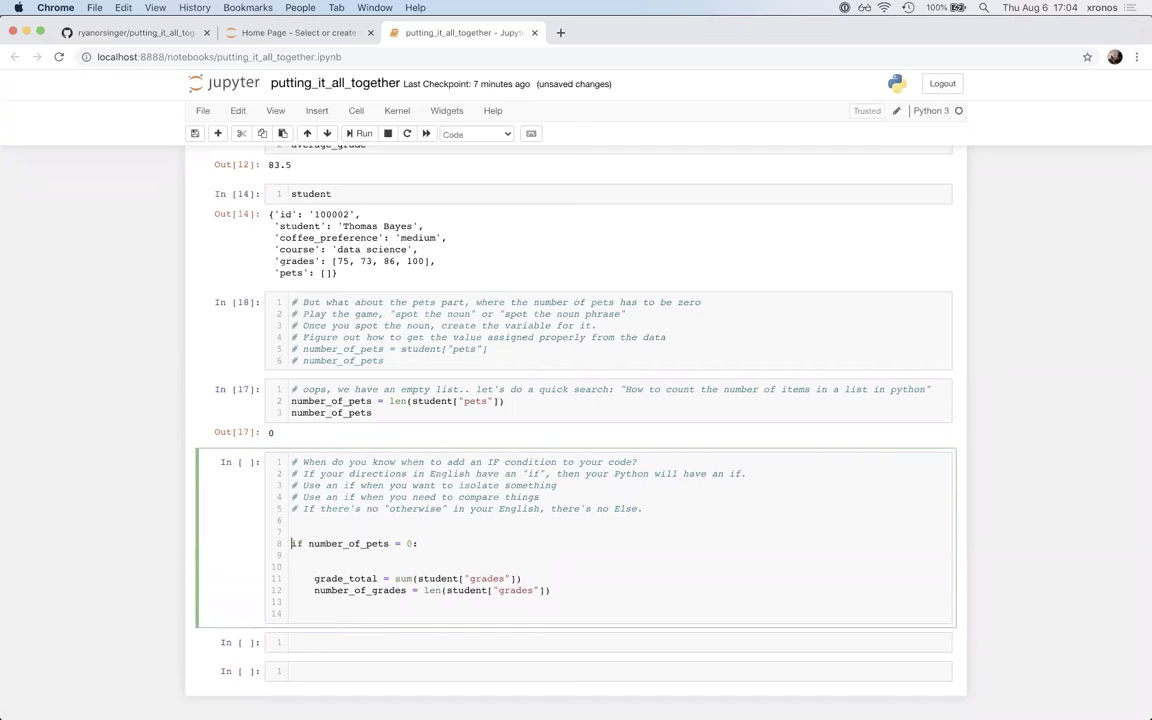 Chrome File Edit View History Bookmarks People Tab Window Help 100% Thu Aug 6 17:04 xronos
ryanorsinger/putting_it_all_tog × Home Page - Select or create × putting_it_all_together - Jupyt × +
localhost:8888/notebooks/putting_it_all_together.ipynb
jupyter putting_it_all_together Last Checkpoint: 7 minutes ago (unsaved changes) Logout
File Edit View Insert Cell Kernel Widgets Help Trusted Python 3
Run Code
2 average_grade
Out[12]: 83.5
In [14]: 1 student
Out[14]: {'id': '100002',
'student': 'Thomas Bayes',
'coffee_preference': 'medium',
'course': 'data science',
'grades': [75, 73, 86, 100],
'pets': []}
In [18]: 1 # But what about the pets part, where the number of pets has to be zero
2 # Play the game, "spot the noun" or "spot the noun phrase"
3 # Once you spot the noun, create the variable for it.
4 # Figure out how to get the value assigned properly from the data
5 # number_of_pets = student["pets"]
6 # number_of_pets
In [17]: 1 # oops, we have an empty list.. let's do a quick search: "How to count the number of items in a list in python"
2 number_of_pets = len(student["pets"])
3 number_of_pets
Out[17]: 0
In [ ]: 1 # When do you know when to add an IF condition to your code?
2 # If your directions in English have an "if", then your Python will have an if.
3 # Use an if when you want to isolate something
4 # Use an if when you need to compare things
5 # If there's no "otherwise" in your English, there's no Else.
6
7
8 if number_of_pets = 0:
9
10
11 grade_total = sum(student["grades"])
12 number_of_grades = len(student["grades"])
13
14
In [ ]: 1
In [ ]: 1